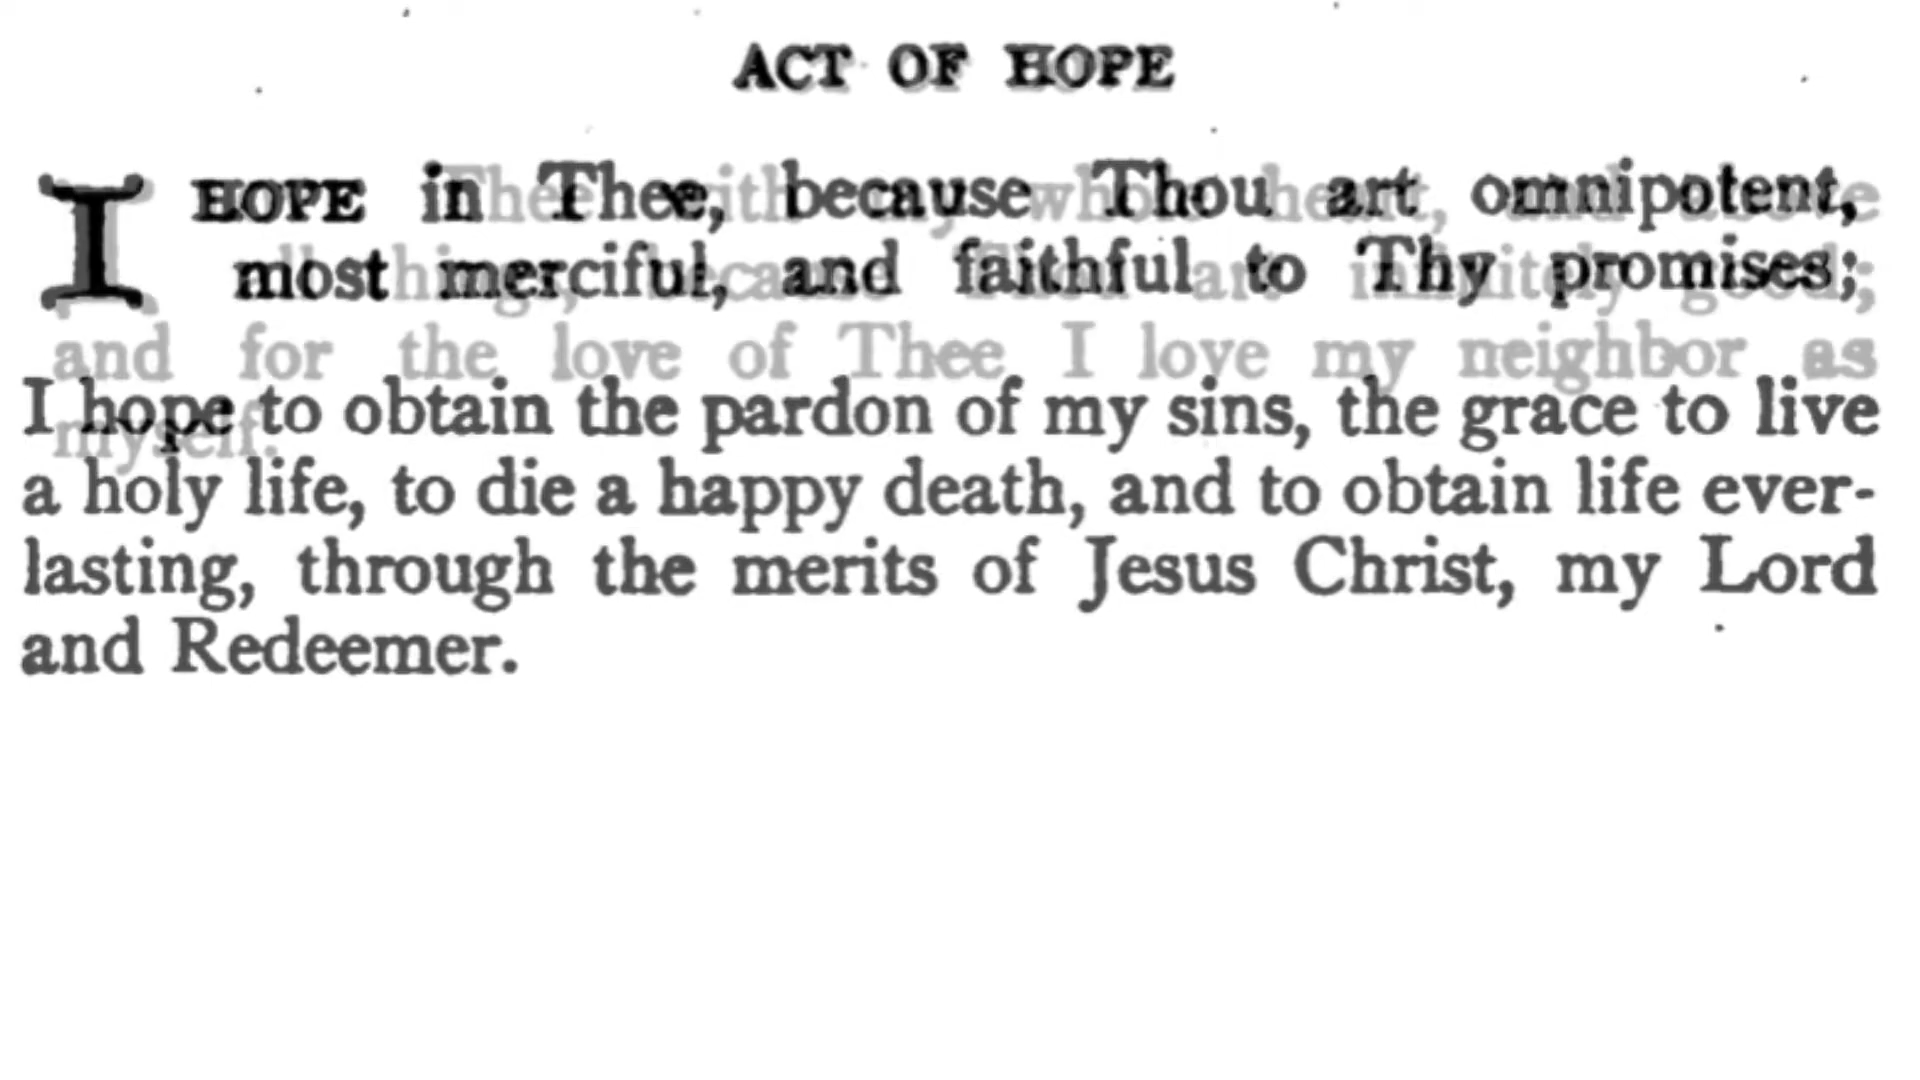 ACT OF HOPE
I HOPE in Thee, because Thou art omnipotent,
most merciful, and faithful to Thy promises;
and for the love of Thee I love my neighbor as
I hope to obtain the pardon of my sins, the grace to live
myself.
a holy life, to die a happy death, and to obtain life ever-
lasting, through the merits of Jesus Christ, my Lord
and Redeemer.